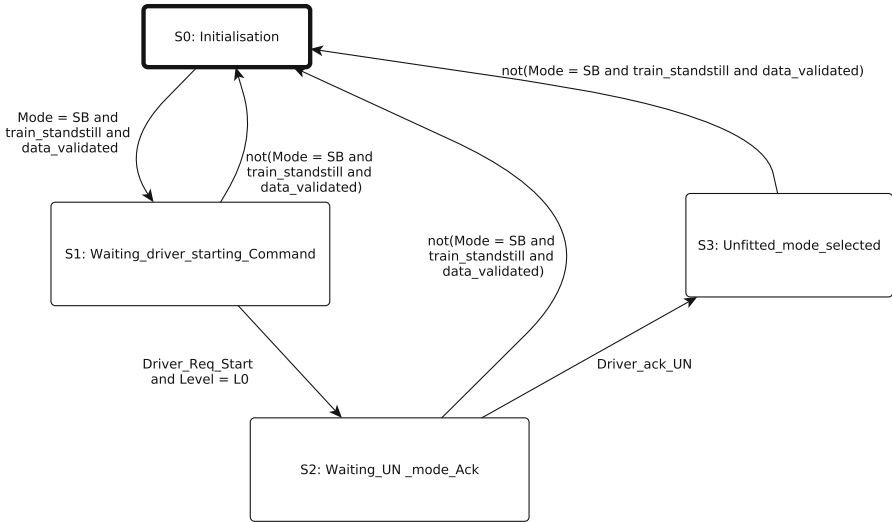 S0: Initialisation
not(Mode = SB and train_standstill and data_validated)
Mode = SB and
train_standstill and
data_validated
not(Mode = SB and
train_standstill and
data_validated)
S1: Waiting_driver_starting_Command
not(Mode = SB and
train_standstill and
data_validated)
S3: Unfitted_mode_selected
Driver_Req_Start
and Level = L0
Driver_ack_UN
S2: Waiting_UN _mode_Ack